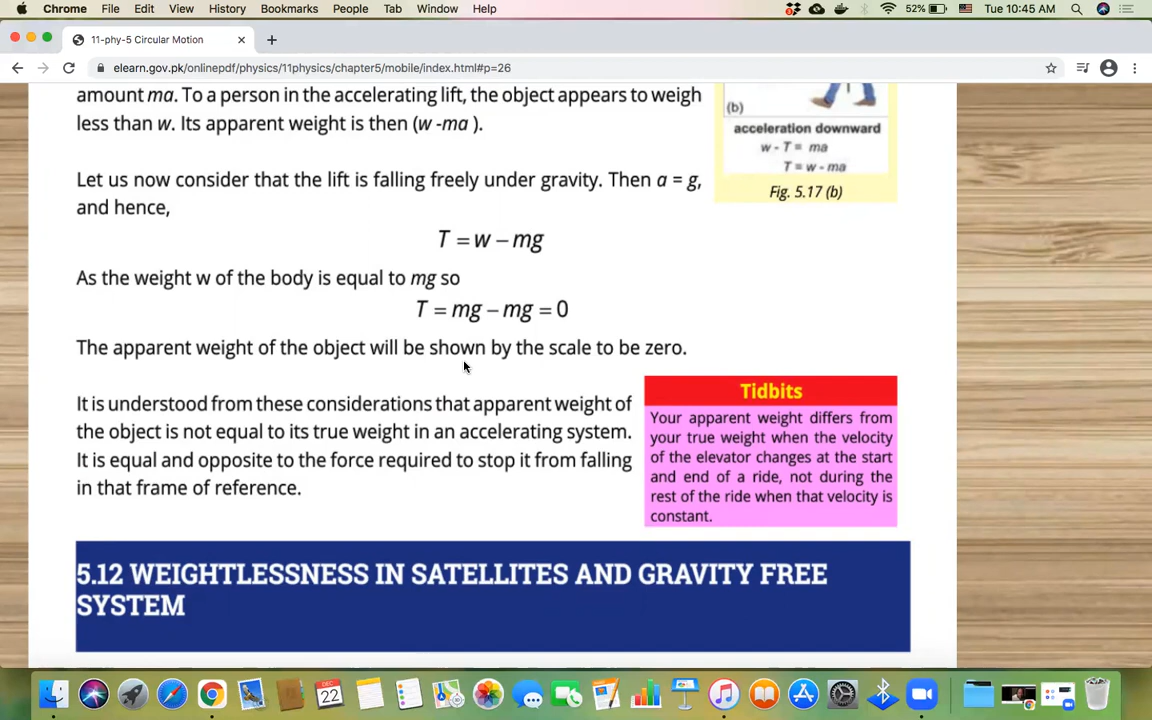 Chrome File Edit View History Bookmarks People Tab Window Help 52% Tue 10:45 AM
11-phy-5 Circular Motion
elearn.gov.pk/onlinepdf/physics/11physics/chapter5/mobile/index.html#p=26
amount ma. To a person in the accelerating lift, the object appears to weigh
less than w. Its apparent weight is then (w -ma ).
(b)
acceleration downward
w - T = ma
T = w - ma
Fig. 5.17 (b)
Let us now consider that the lift is falling freely under gravity. Then a = g,
and hence,
T = w – mg
As the weight w of the body is equal to mg so
T = mg – mg = 0
The apparent weight of the object will be shown by the scale to be zero.
It is understood from these considerations that apparent weight of
the object is not equal to its true weight in an accelerating system.
It is equal and opposite to the force required to stop it from falling
in that frame of reference.
Tidbits
Your apparent weight differs from
your true weight when the velocity
of the elevator changes at the start
and end of a ride, not during the
rest of the ride when that velocity is
constant.
5.12 WEIGHTLESSNESS IN SATELLITES AND GRAVITY FREE
SYSTEM
DEC
22